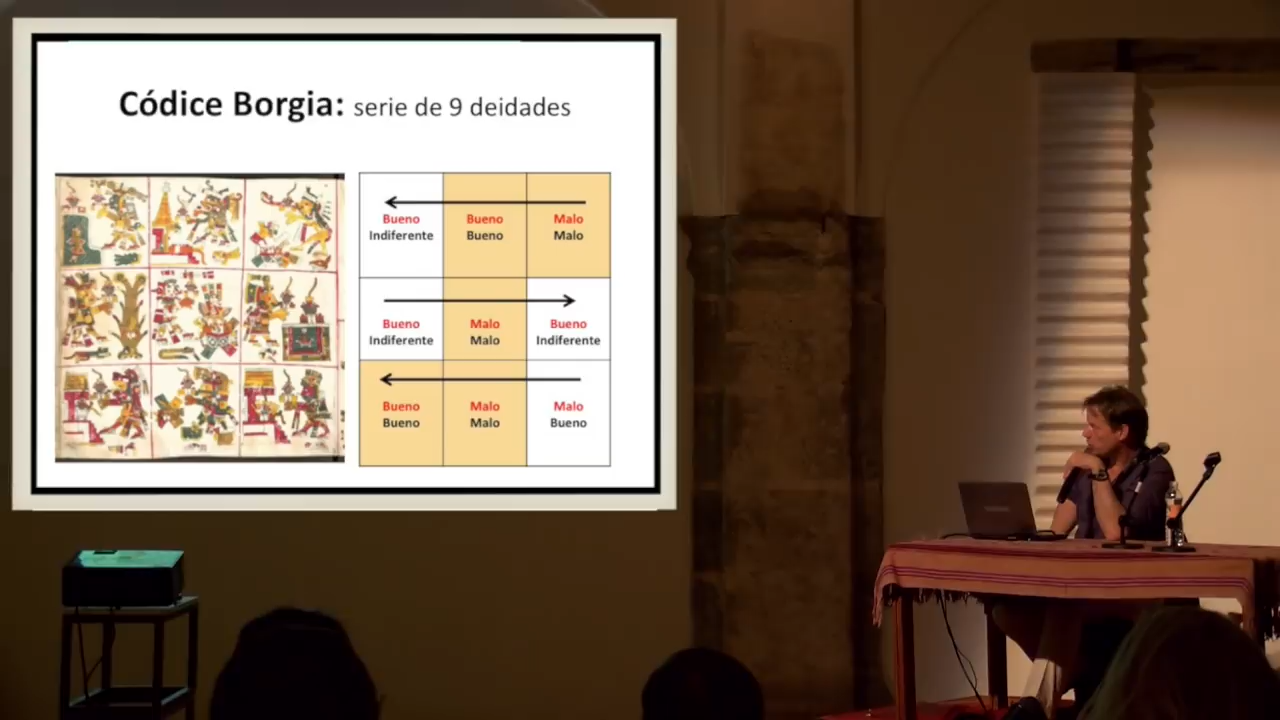 Códice Borgia: serie de 9 deidades
Bueno Bueno Malo
Indiferente Bueno Malo
Bueno Malo Bueno
Indiferente Malo Indiferente
Bueno Malo Malo
Bueno Malo Bueno